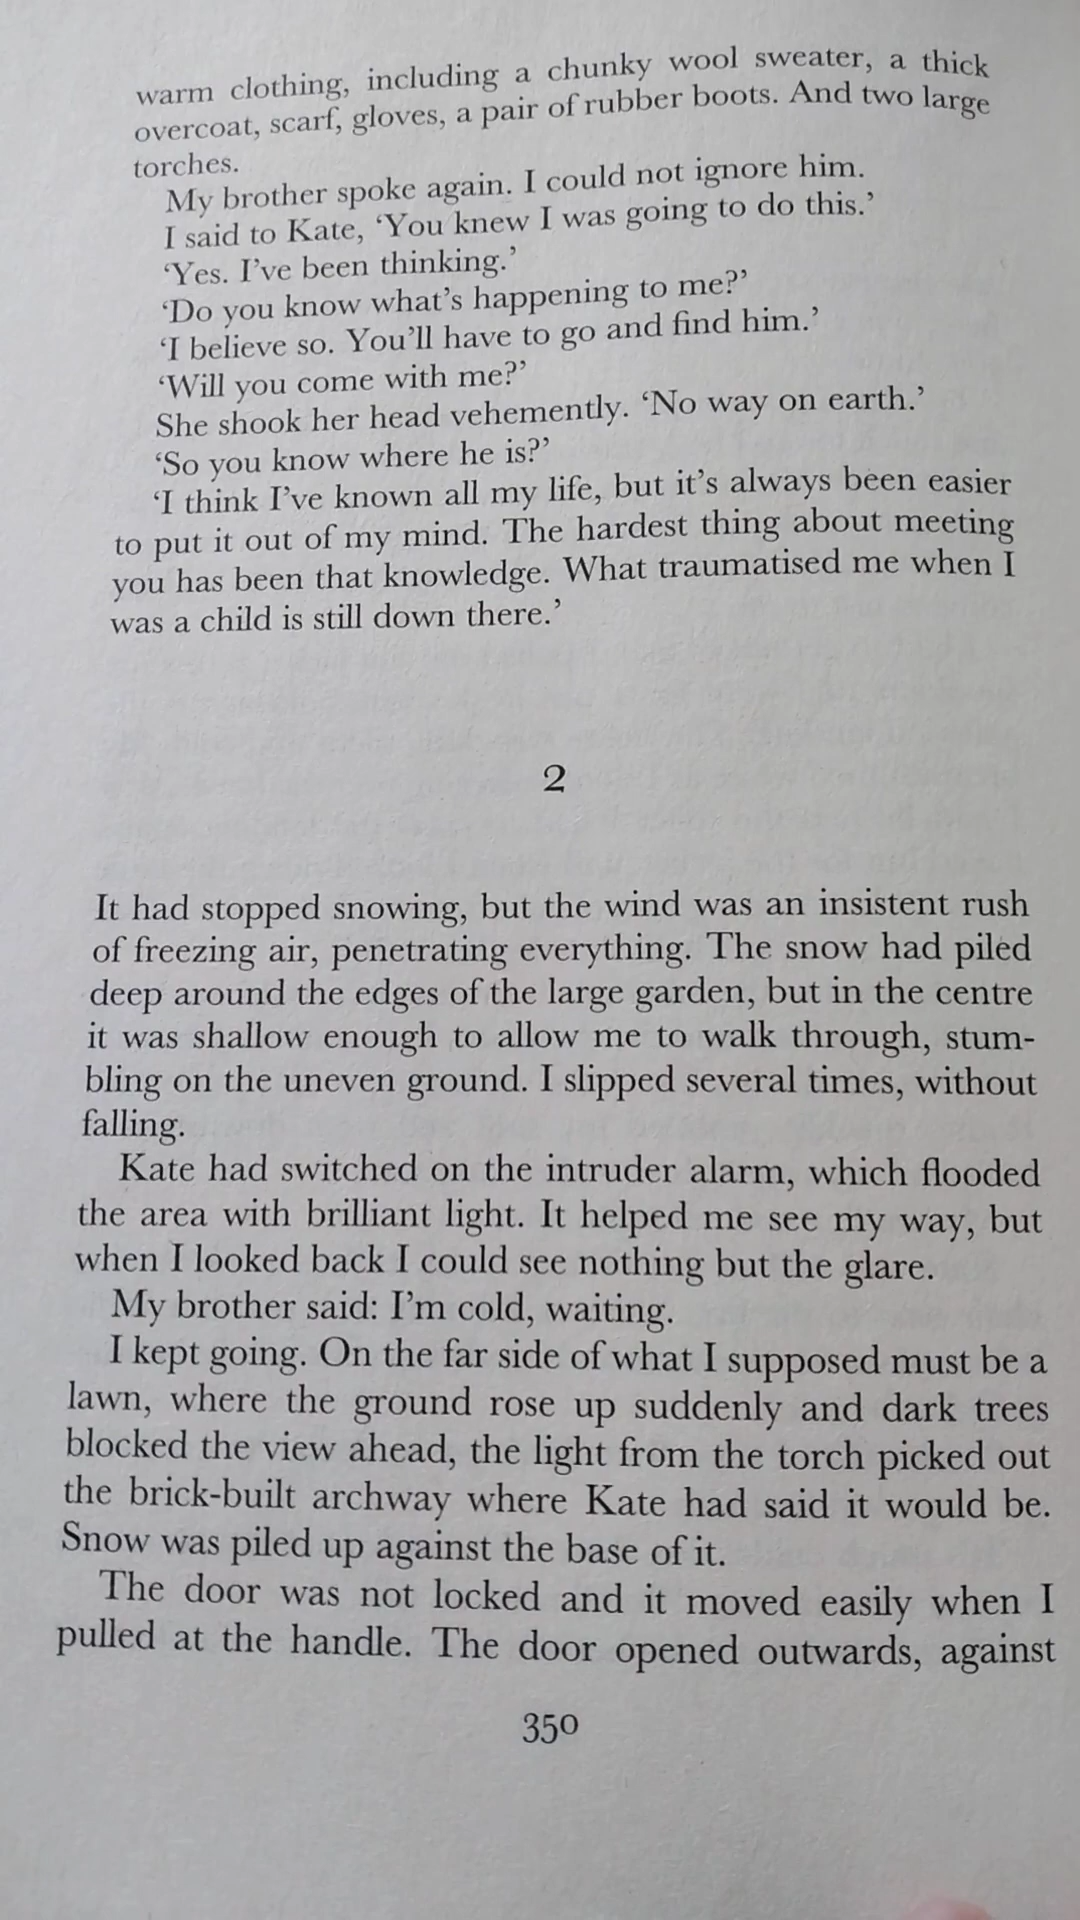 warm clothing, including a chunky wool sweater, a thick
overcoat, scarf, gloves, a pair of rubber boots. And two large
torches.
My brother spoke again. I could not ignore him.
I said to Kate, ‘You knew I was going to do this.’
‘Yes. I’ve been thinking.’
‘Do you know what’s happening to me?’
‘I believe so. You’ll have to go and find him.’
‘Will you come with me?’
She shook her head vehemently. ‘No way on earth.’
‘So you know where he is?’
‘I think I’ve known all my life, but it’s always been easier
to put it out of my mind. The hardest thing about meeting
you has been that knowledge. What traumatised me when I
was a child is still down there.’
2
It had stopped snowing, but the wind was an insistent rush
of freezing air, penetrating everything. The snow had piled
deep around the edges of the large garden, but in the centre
it was shallow enough to allow me to walk through, stum-
bling on the uneven ground. I slipped several times, without
falling.
Kate had switched on the intruder alarm, which flooded
the area with brilliant light. It helped me see my way, but
when I looked back I could see nothing but the glare.
My brother said: I’m cold, waiting.
I kept going. On the far side of what I supposed must be a
lawn, where the ground rose up suddenly and dark trees
blocked the view ahead, the light from the torch picked out
the brick-built archway where Kate had said it would be.
Snow was piled up against the base of it.
The door was not locked and it moved easily when I
pulled at the handle. The door opened outwards, against
350